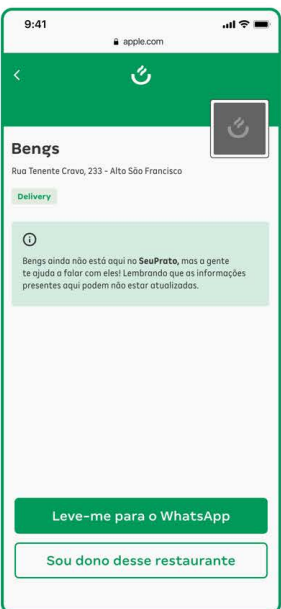 9:41
apple.com
Bengs
Rua Tenente Cravo, 233 - Alto São Francisco
Delivery
Bengs ainda não está aqui no SeuPrato, mas a gente
te ajuda a falar com eles! Lembrando que as informações
presentes aqui podem não estar atualizadas.
Leve-me para o WhatsApp
Sou dono desse restaurante